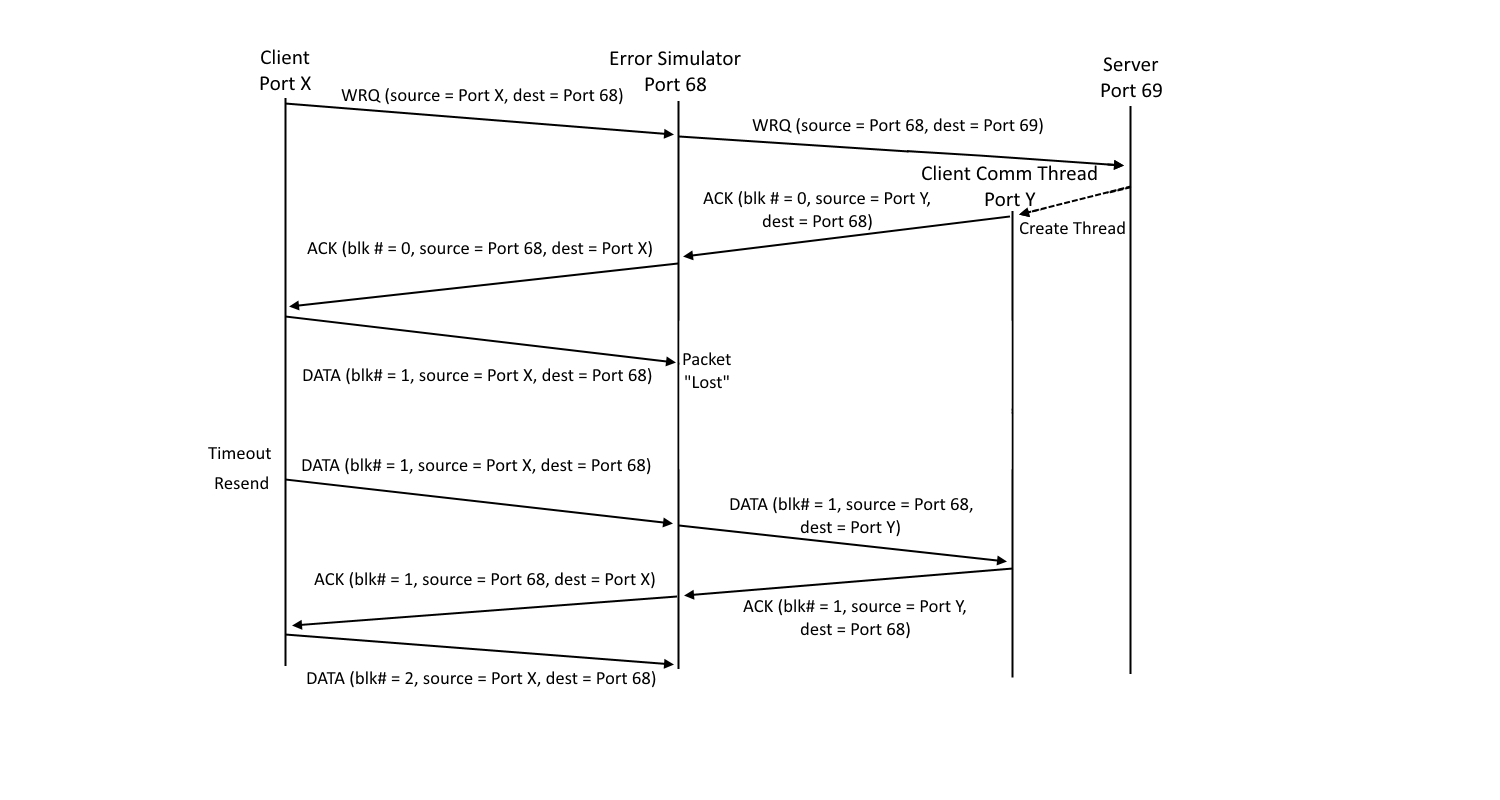 Client
Port X
Error Simulator
Port 68
Server
Port 69
WRQ (source = Port X, dest = Port 68)
WRQ (source = Port 68, dest = Port 69)
Client Comm Thread
Port Y
ACK (blk # = 0, source = Port Y,
dest = Port 68)
Create Thread
ACK (blk # = 0, source = Port 68, dest = Port X)
Packet
"Lost"
DATA (blk# = 1, source = Port X, dest = Port 68)
Timeout
Resend
DATA (blk# = 1, source = Port X, dest = Port 68)
DATA (blk# = 1, source = Port 68,
dest = Port Y)
ACK (blk# = 1, source = Port 68, dest = Port X)
ACK (blk# = 1, source = Port Y,
dest = Port 68)
DATA (blk# = 2, source = Port X, dest = Port 68)